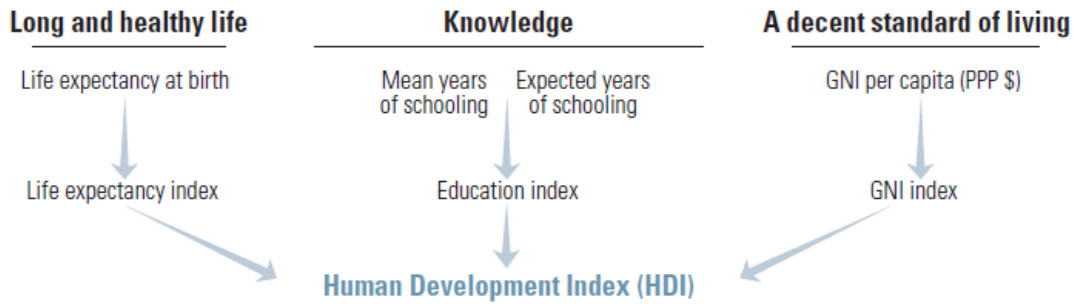 Long and healthy life
Knowledge
A decent standard of living
Life expectancy at birth
Mean years
of schooling
Expected years
of schooling
GNI per capita (PPP $)
Life expectancy index
Education index
GNI index
Human Development Index (HDI)